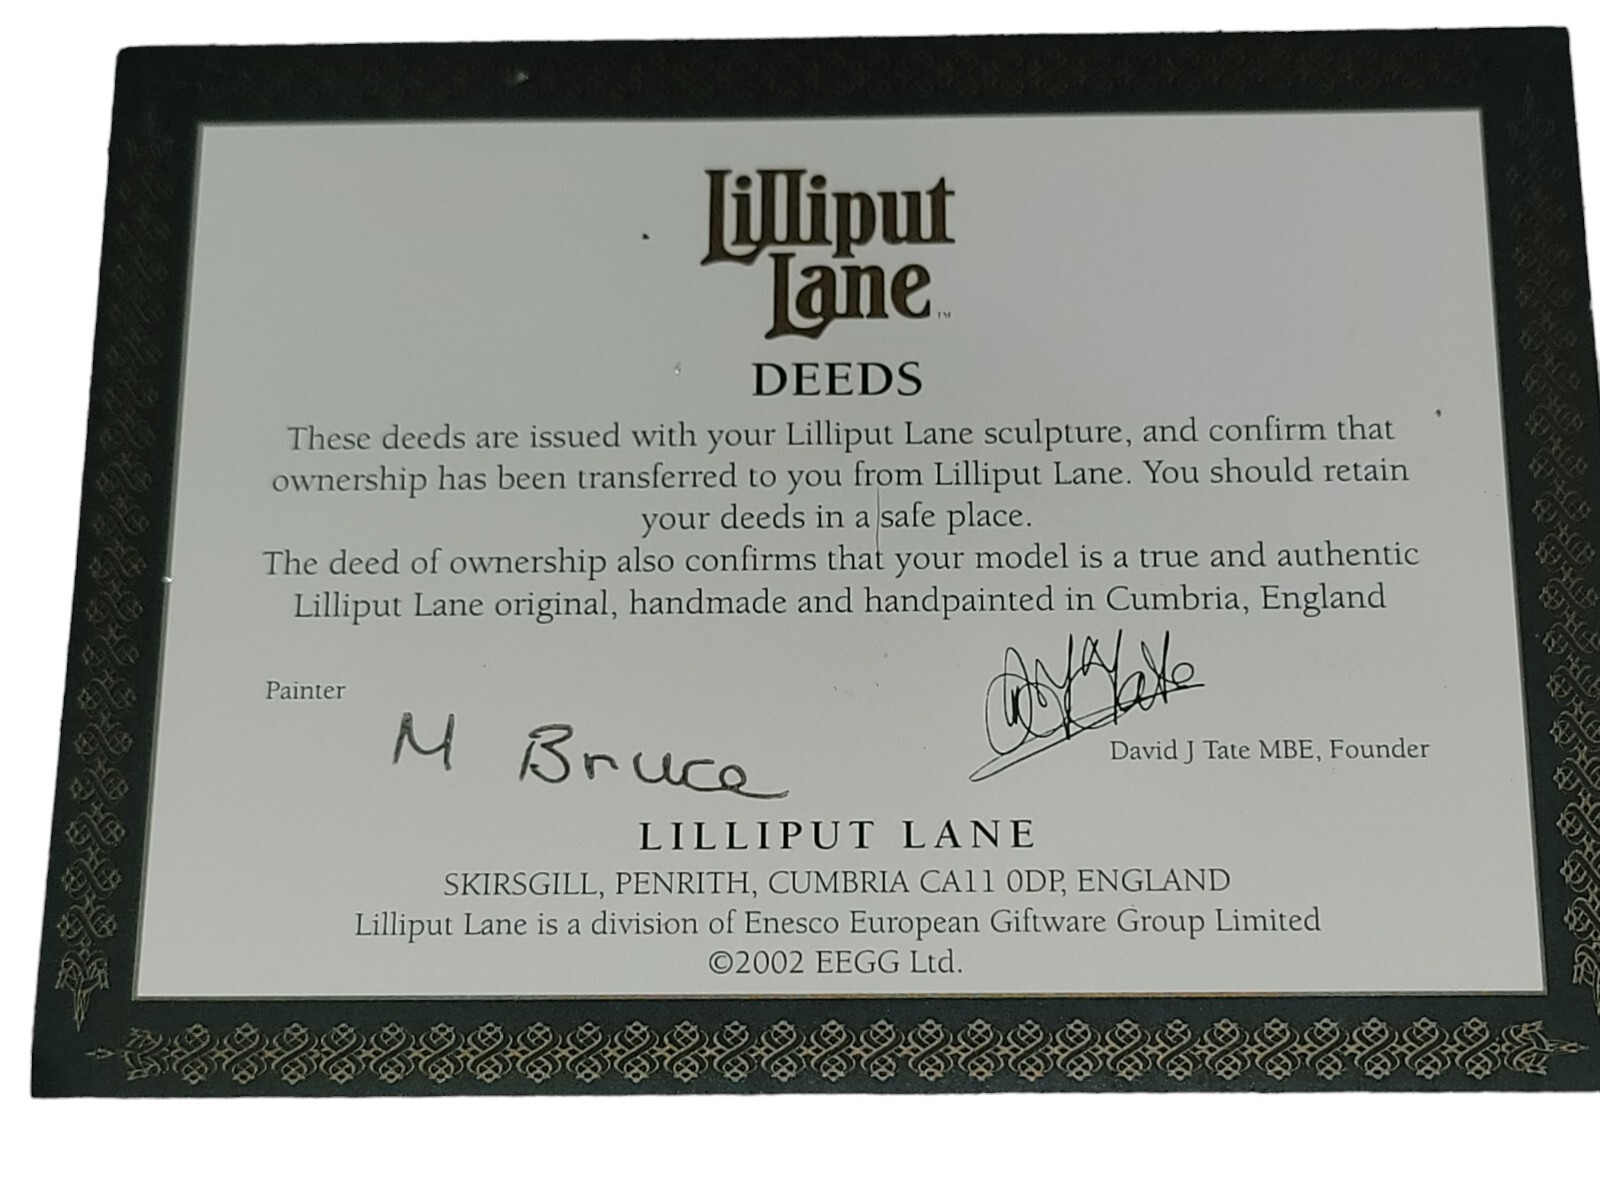 Lilliput
Lane™
DEEDS
These deeds are issued with your Lilliput Lane sculpture, and confirm that
ownership has been transferred to you from Lilliput Lane. You should retain
your deeds in a safe place.
The deed of ownership also confirms that your model is a true and authentic
Lilliput Lane original, handmade and handpainted in Cumbria, England
Painter
M Bruce
David J Tate MBE, Founder
LILLIPUT LANE
SKIRSGILL, PENRITH, CUMBRIA CA11 0DP, ENGLAND
Lilliput Lane is a division of Enesco European Giftware Group Limited
©2002 EEGG Ltd.